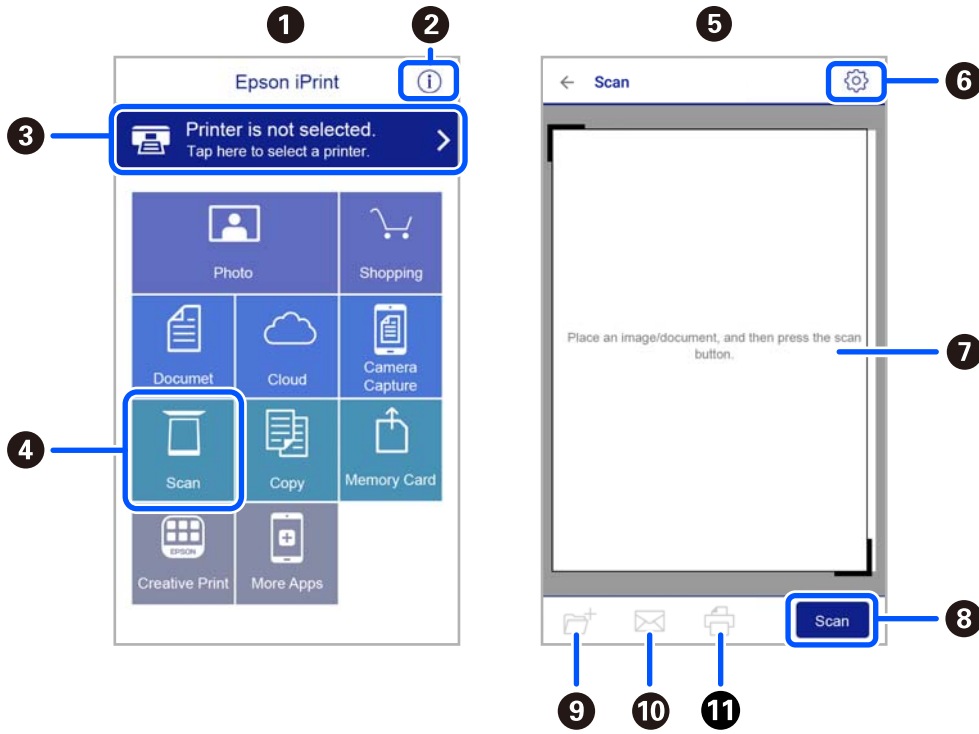 1
2
5
Epson iPrint
i
Scan
6
3
Printer is not selected.
Tap here to select a printer.
Photo
Shopping
Place an image/document, and then press the scan
button.
7
Documet
Cloud
Camera
Capture
4
Scan
Copy
Memory Card
EPSON
Creative Print
More Apps
Scan
8
9
10
11